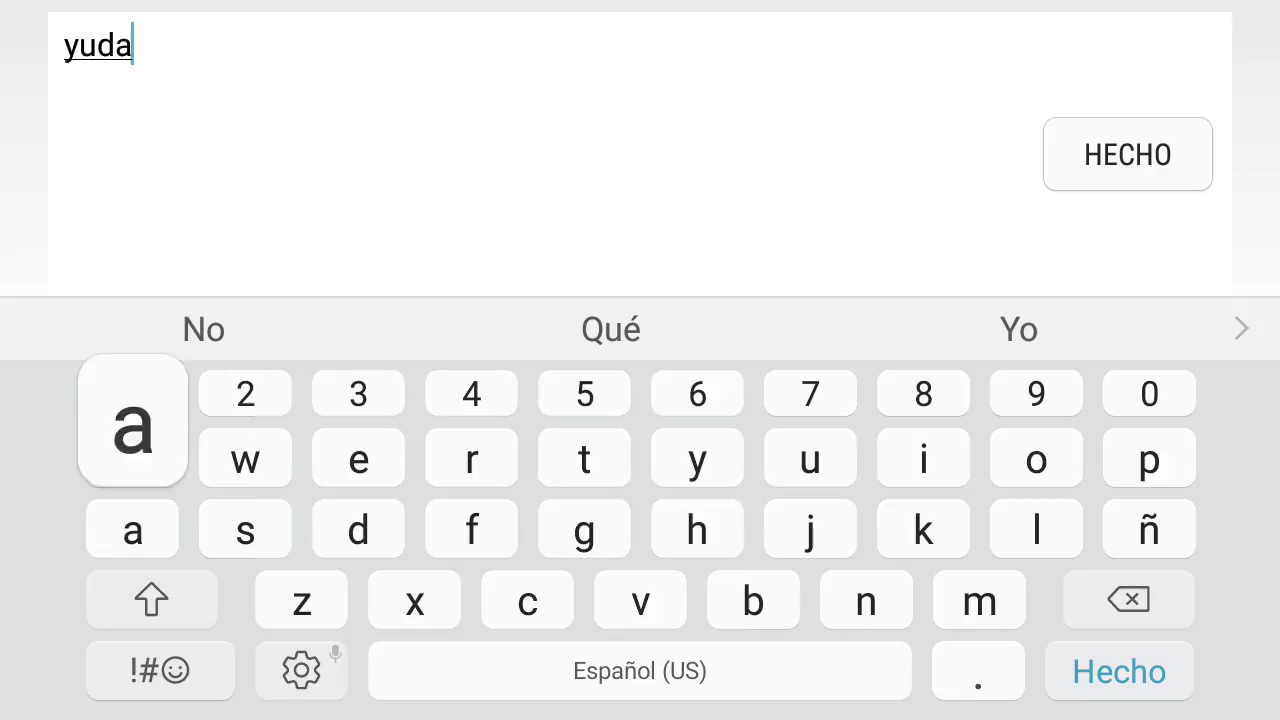 yuda
HECHO
No Qué Yo
a 2 3 4 5 6 7 8 9 0
w e r t y u i o p
a s d f g h j k l ñ
z x c v b n m
!#☺ Español (US) . Hecho